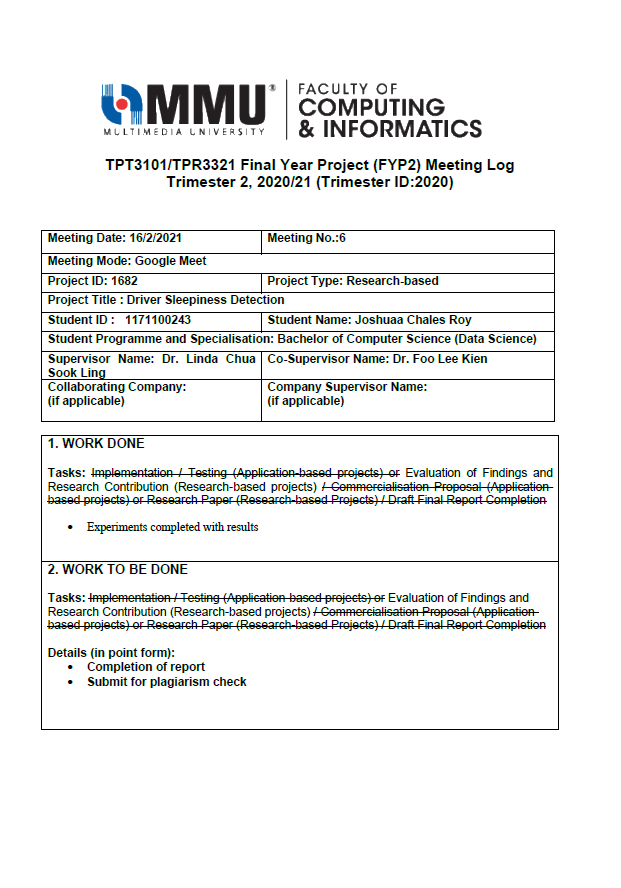 MMU®
MULTIMEDIA UNIVERSITY
FACULTY OF
COMPUTING
& INFORMATICS
TPT3101/TPR3321 Final Year Project (FYP2) Meeting Log
Trimester 2, 2020/21 (Trimester ID:2020)
Meeting Date: 16/2/2021 Meeting No.:6
Meeting Mode: Google Meet
Project ID: 1682 Project Type: Research-based
Project Title : Driver Sleepiness Detection
Student ID : 1171100243 Student Name: Joshuaa Chales Roy
Student Programme and Specialisation: Bachelor of Computer Science (Data Science)
Supervisor Name: Dr. Linda Chua Co-Supervisor Name: Dr. Foo Lee Kien
Sook Ling
Collaborating Company: Company Supervisor Name:
(if applicable) (if applicable)
1. WORK DONE
Tasks: Implementation / Testing (Application-based projects) or Evaluation of Findings and
Research Contribution (Research-based projects) / Commercialisation Proposal (Application-
based projects) or Research Paper (Research-based Projects) / Draft Final Report Completion
• Experiments completed with results
2. WORK TO BE DONE
Tasks: Implementation / Testing (Application-based projects) or Evaluation of Findings and
Research Contribution (Research-based projects) / Commercialisation Proposal (Application-
based projects) or Research Paper (Research-based Projects) / Draft Final Report Completion
Details (in point form):
• Completion of report
• Submit for plagiarism check